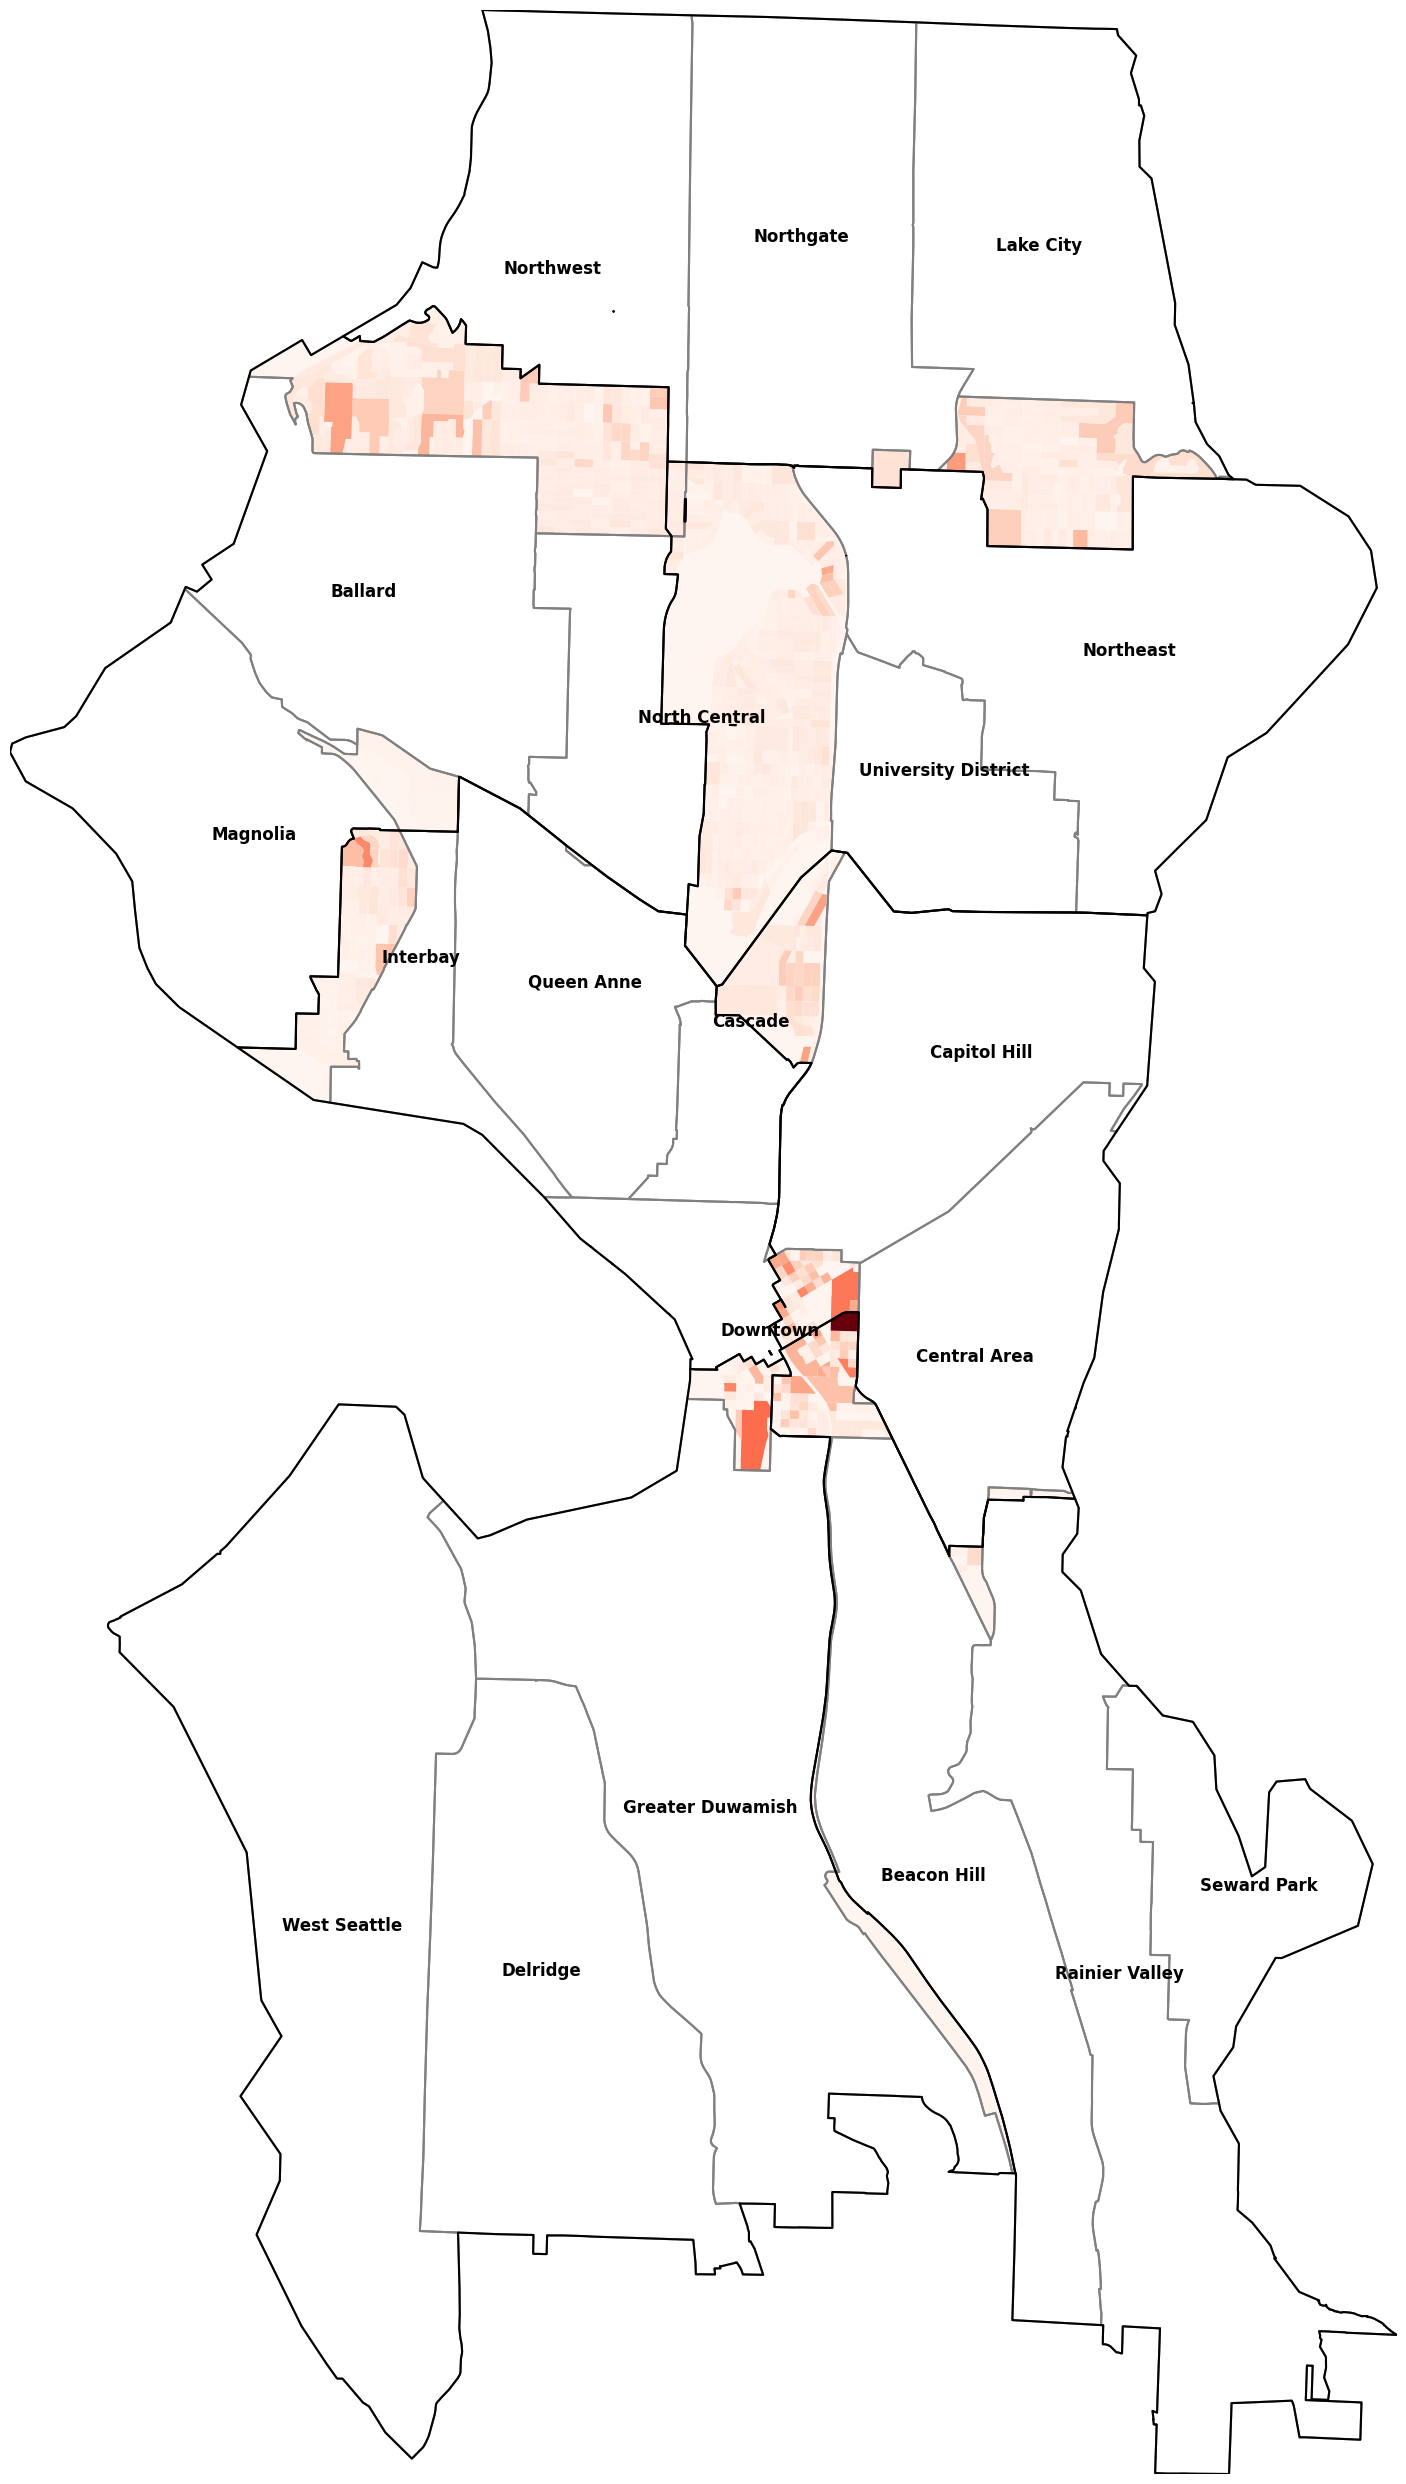 Northgate
Lake City
Northwest
Ballard
Northeast
North Central
University District
Magnolia
Interbay
Queen Anne
Cascade
Capitol Hill
Downtown
Central Area
Greater Duwamish
Beacon Hill
Seward Park
West Seattle
Delridge
Rainier Valley